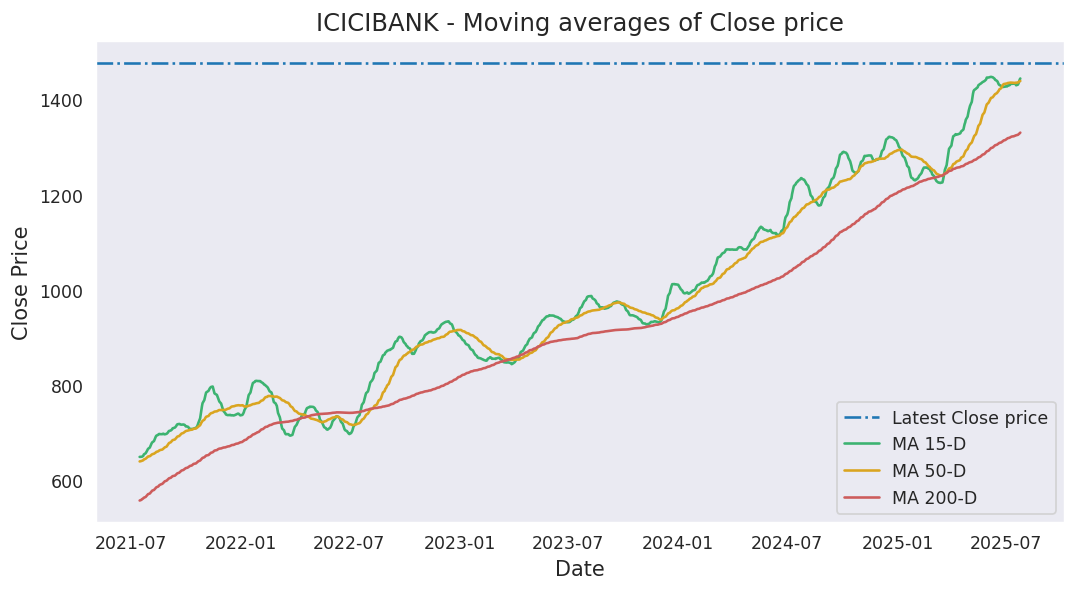 ICICIBANK - Moving averages of Close price
Close Price
1400
1200
1000
800
600
Latest Close price
MA 15-D
MA 50-D
MA 200-D
2021-07 2022-01 2022-07 2023-01 2023-07 2024-01 2024-07 2025-01 2025-07
Date